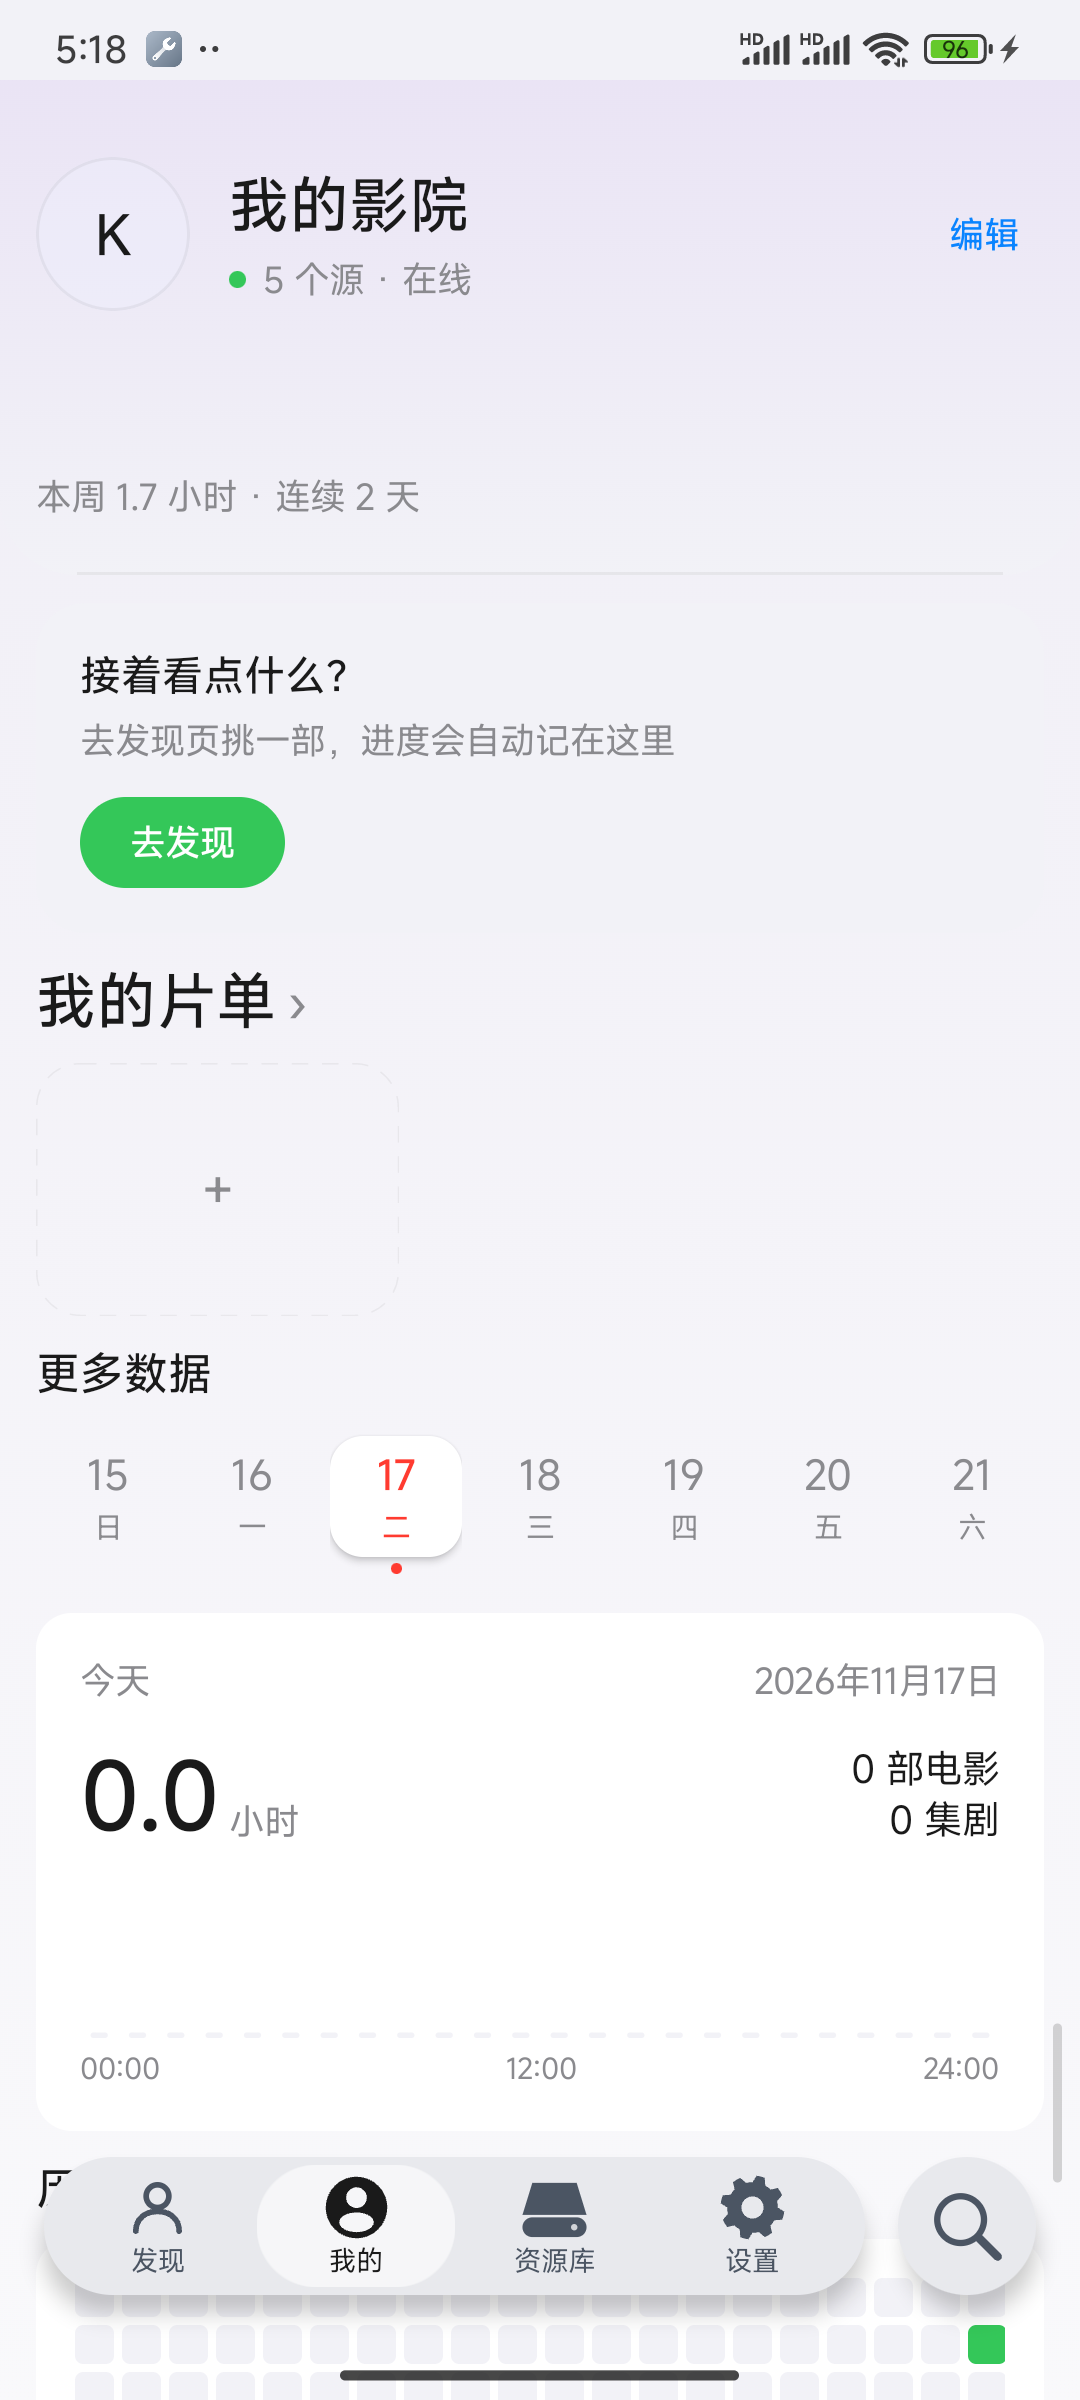 5:18
HD HD 96
K
我的影院
5 个源 · 在线
编辑
本周 1.7 小时 · 连续 2 天
接着看点什么?
去发现页挑一部，进度会自动记在这里
去发现
我的片单 ›
+
更多数据
15 16 17 18 19 20 21
日 一 二 三 四 五 六
今天 2026年11月17日
0.0 小时
0 部电影
0 集剧
00:00 12:00 24:00
发现 我的 资源库 设置